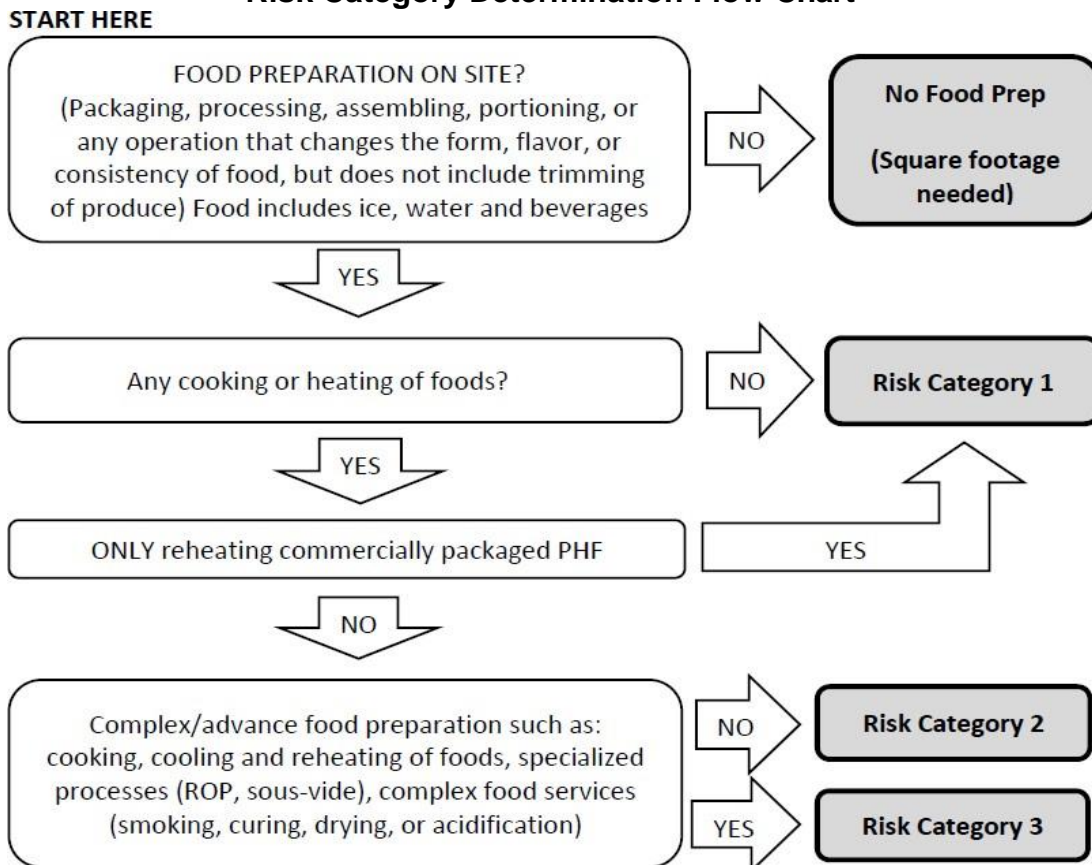 Risk Category Determination Flow Chart
START HERE
FOOD PREPARATION ON SITE?
(Packaging, processing, assembling, portioning, or
any operation that changes the form, flavor, or
consistency of food, but does not include trimming
of produce) Food includes ice, water and beverages
NO
No Food Prep
(Square footage
needed)
YES
Any cooking or heating of foods?
NO
Risk Category 1
YES
ONLY reheating commercially packaged PHF
YES
NO
Complex/advance food preparation such as:
cooking, cooling and reheating of foods, specialized
processes (ROP, sous-vide), complex food services
(smoking, curing, drying, or acidification)
NO
Risk Category 2
YES
Risk Category 3